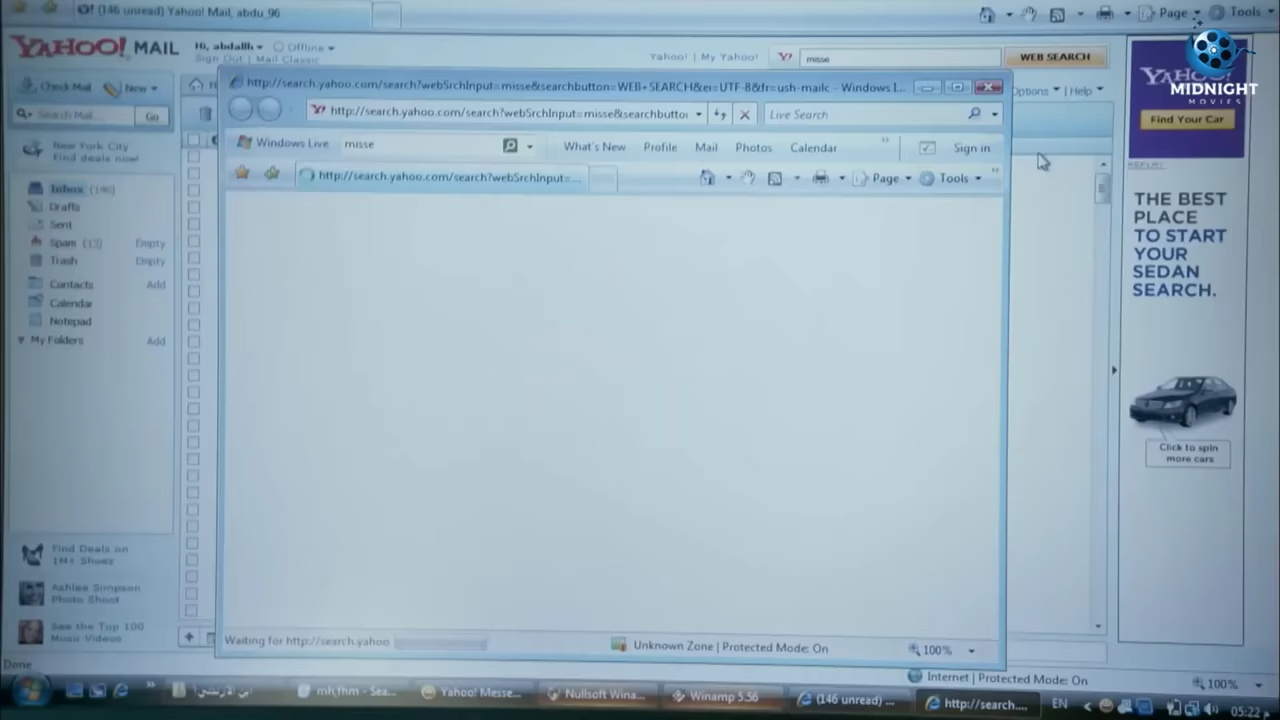 (146 unread) Yahoo! Mail, abdu_96
Page
Tools
YAHOO! MAIL
Hi, abdallh
Offline
Sign Out | Mail Classic
Yahoo! | My Yahoo!
misse
WEB SEARCH
Check Mail
New
Search Mail...
Go
New York City
Find deals now!
Inbox (146)
Drafts
Sent
Spam (13)
Empty
Trash
Empty
Contacts
Add
Calendar
Notepad
My Folders
Add
Find Deals on
1M+ Shoes
Ashlee Simpson
Photo Shoot
See the Top 100
Music Videos
Done
http://search.yahoo.com/search?webSrchInput=misse&searchbutton=WEB+SEARCH&ei=UTF-8&fr=ush-mailc - Windows I...
http://search.yahoo.com/search?webSrchInput=misse&searchbutto
Live Search
Windows Live
misse
What's New
Profile
Mail
Photos
Calendar
Sign in
http://search.yahoo.com/search?webSrchInput=...
Page
Tools
Waiting for http://search.yahoo
Unknown Zone | Protected Mode: On
100%
Options
Help
YAHOO!
Find Your Car
REPLAY
THE BEST
PLACE
TO START
YOUR
SEDAN
SEARCH.
Click to spin
more cars
MIDNIGHT
MOVIES
Internet | Protected Mode: On
100%
Yahoo! Messe...
Nullsoft Wina...
Winamp 5.56
(146 unread) ...
http://search....
EN
05:22 م